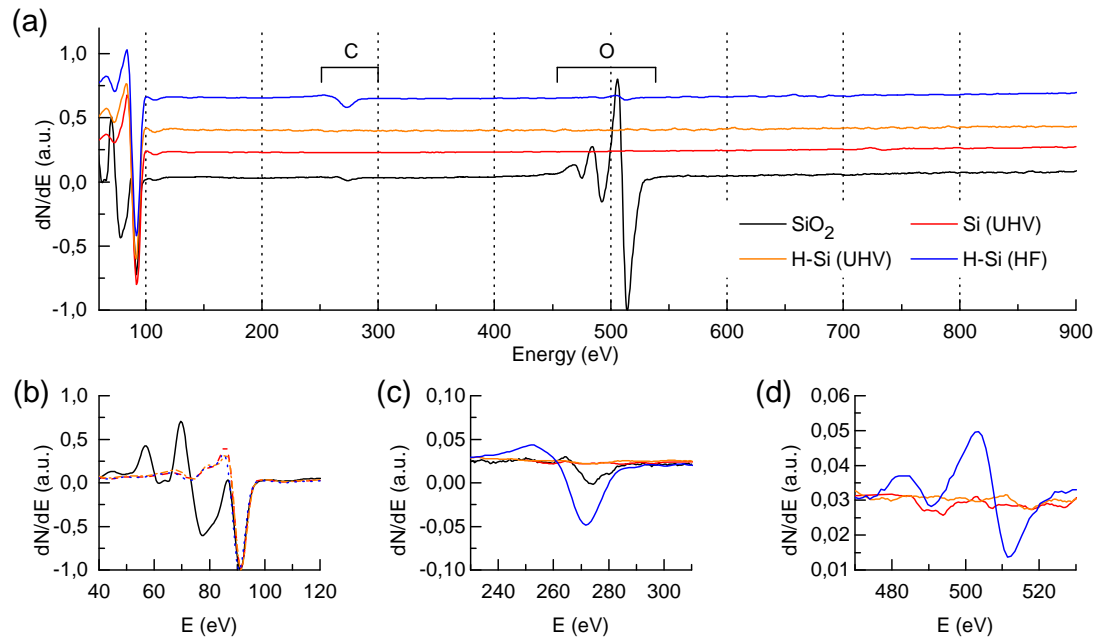 (a)
C
O
1,0
0,5
0,0
-0,5
-1,0
dN/dE (a.u.)
SiO2
Si (UHV)
H-Si (UHV)
H-Si (HF)
100 200 300 400 500 600 700 800 900
Energy (eV)
(b)
1,0
0,5
0,0
-0,5
-1,0
dN/dE (a.u.)
40 60 80 100 120
E (eV)
(c)
0,10
0,05
0,00
-0,05
-0,10
dN/dE (a.u.)
240 260 280 300
E (eV)
(d)
0,06
0,05
0,04
0,03
0,02
0,01
dN/dE (a.u.)
480 500 520
E (eV)